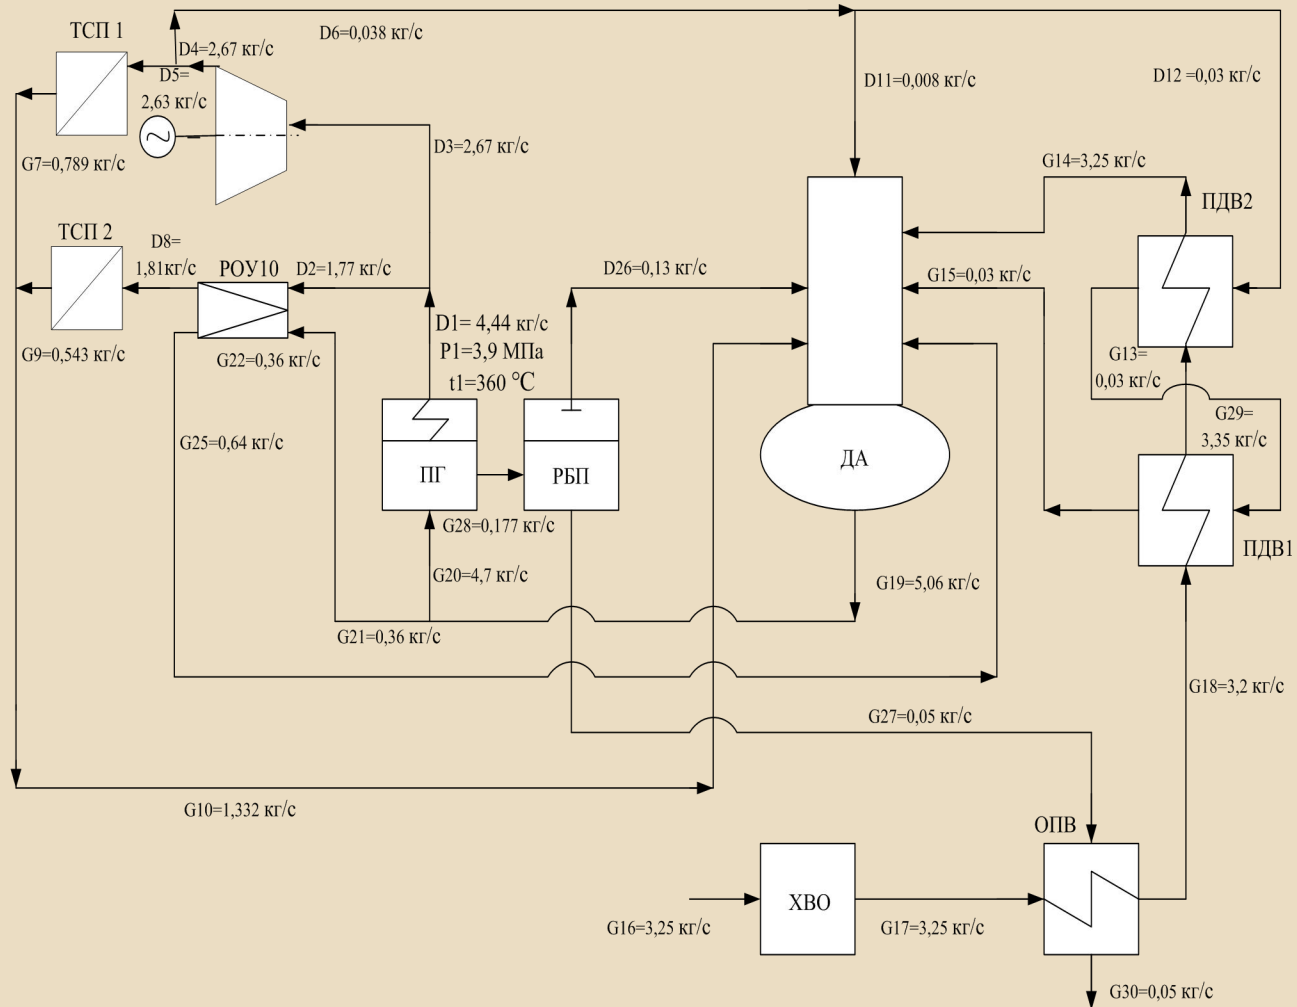 ТСП 1
D6=0,038 кг/с
D4=2,67 кг/с
D5=
2,63 кг/с
D11=0,008 кг/с
D12 =0,03 кг/с
D3=2,67 кг/с
G7=0,789 кг/с
G14=3,25 кг/с
ПДВ2
ТСП 2
D8=
1,81кг/с
РОУ10
D2=1,77 кг/с
D26=0,13 кг/с
G15=0,03 кг/с
D1= 4,44 кг/с
P1=3,9 МПа
t1=360 °С
G9=0,543 кг/с
G22=0,36 кг/с
G13=
0,03 кг/с
G29=
3,35 кг/с
G25=0,64 кг/с
ПГ
РБП
ДА
G28=0,177 кг/с
ПДВ1
G20=4,7 кг/с
G19=5,06 кг/с
G21=0,36 кг/с
G18=3,2 кг/с
G27=0,05 кг/с
G10=1,332 кг/с
ОПВ
ХВО
G16=3,25 кг/с
G17=3,25 кг/с
G30=0,05 кг/с